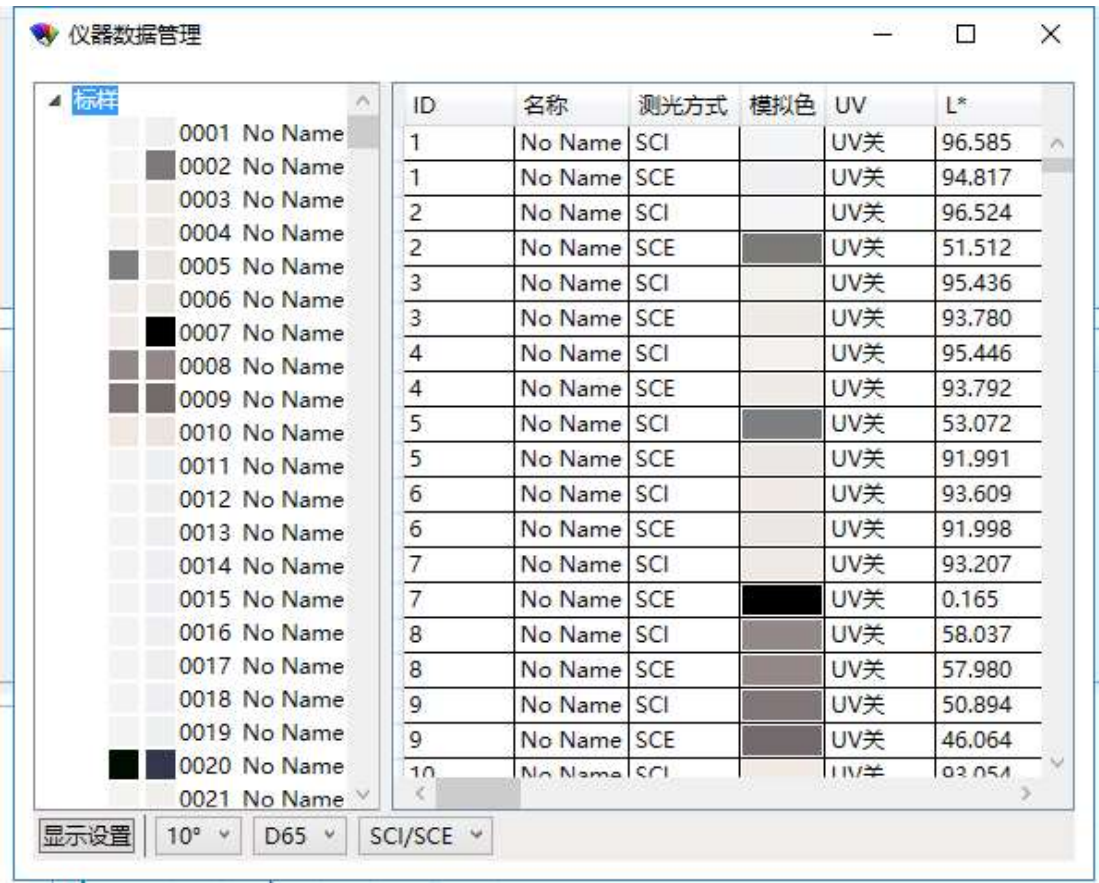 仪器数据管理
标样
0001 No Name
0002 No Name
0003 No Name
0004 No Name
0005 No Name
0006 No Name
0007 No Name
0008 No Name
0009 No Name
0010 No Name
0011 No Name
0012 No Name
0013 No Name
0014 No Name
0015 No Name
0016 No Name
0017 No Name
0018 No Name
0019 No Name
0020 No Name
0021 No Name
ID 名称 测光方式 模拟色 UV L*
1 No Name SCI UV关 96.585
1 No Name SCE UV关 94.817
2 No Name SCI UV关 96.524
2 No Name SCE UV关 51.512
3 No Name SCI UV关 95.436
3 No Name SCE UV关 93.780
4 No Name SCI UV关 95.446
4 No Name SCE UV关 93.792
5 No Name SCI UV关 53.072
5 No Name SCE UV关 91.991
6 No Name SCI UV关 93.609
6 No Name SCE UV关 91.998
7 No Name SCI UV关 93.207
7 No Name SCE UV关 0.165
8 No Name SCI UV关 58.037
8 No Name SCE UV关 57.980
9 No Name SCI UV关 50.894
9 No Name SCE UV关 46.064
10 No Name SCI UV关 93.054
显示设置 10° D65 SCI/SCE